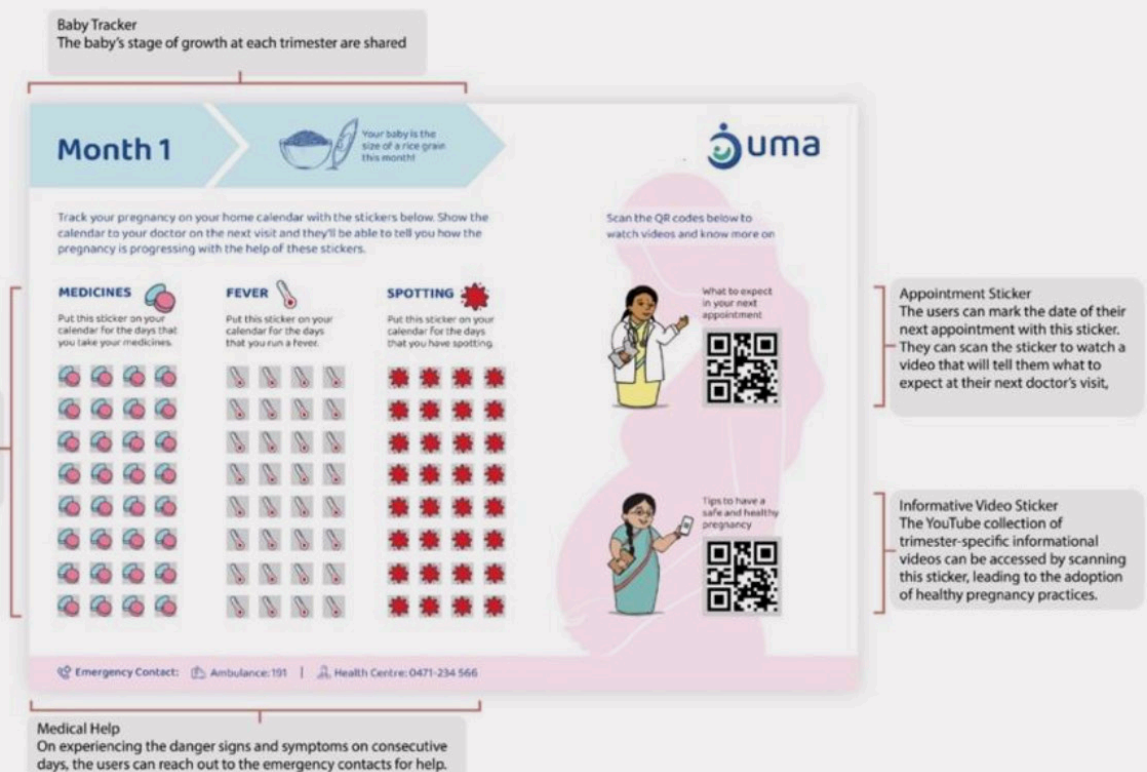 Baby Tracker
The baby's stage of growth at each trimester are shared
Month 1
Your baby is the
size of a rice grain
this month!
uma
Track your pregnancy on your home calendar with the stickers below. Show the
calendar to your doctor on the next visit and they'll be able to tell you how the
pregnancy is progressing with the help of these stickers.
Scan the QR codes below to
watch videos and know more on
MEDICINES
Put this sticker on your
calendar for the days that
you take your medicines.
FEVER
Put this sticker on your
calendar for the days
that you run a fever.
SPOTTING
Put this sticker on your
calendar for the days
that you have spotting.
What to expect
in your next
appointment
Appointment Sticker
The users can mark the date of their
next appointment with this sticker.
They can scan the sticker to watch a
video that will tell them what to
expect at their next doctor's visit,
Tips to have a
safe and healthy
pregnancy
Informative Video Sticker
The YouTube collection of
trimester-specific informational
videos can be accessed by scanning
this sticker, leading to the adoption
of healthy pregnancy practices.
Emergency Contact: Ambulance: 191 | Health Centre: 0471-234 566
Medical Help
On experiencing the danger signs and symptoms on consecutive
days, the users can reach out to the emergency contacts for help.